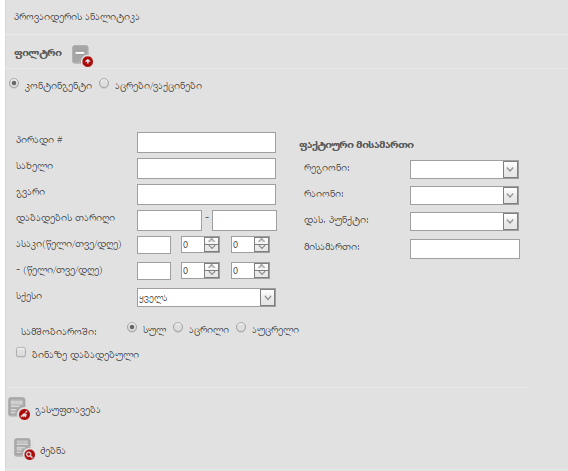 პროვაიდერის ანალიტიკა
ფილტრი
კონტინგენტი აცრები/ვაქცინები
პირადი #
სახელი
გვარი
დაბადების თარიღი -
ასაკი(წელი/თვე/დღე) 0 0
- (წელი/თვე/დღე) 0 0
სქესი ყველა
ფაქტიური მისამართი
რეგიონი:
რაიონი:
დას. პუნქტი:
მისამართი:
სამშობიაროში: სულ აცრილი აუცრელი
ბინაზე დაბადებული
გასუფთავება
ძებნა